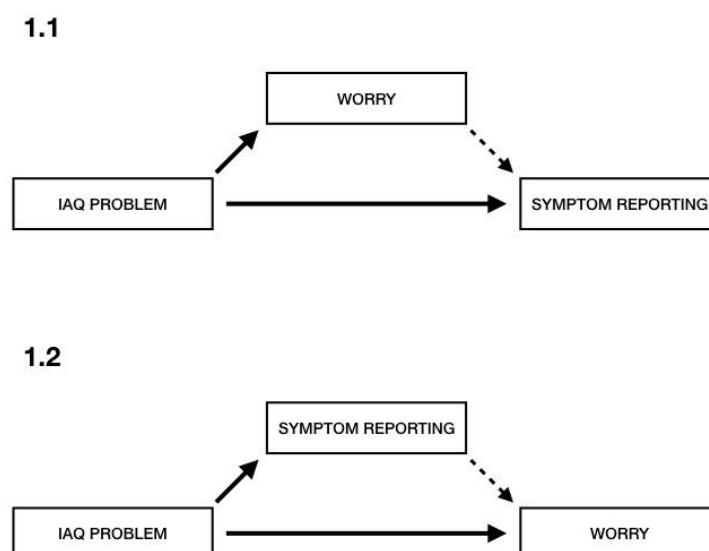 1.1
WORRY
IAQ PROBLEM
SYMPTOM REPORTING
1.2
SYMPTOM REPORTING
IAQ PROBLEM
WORRY